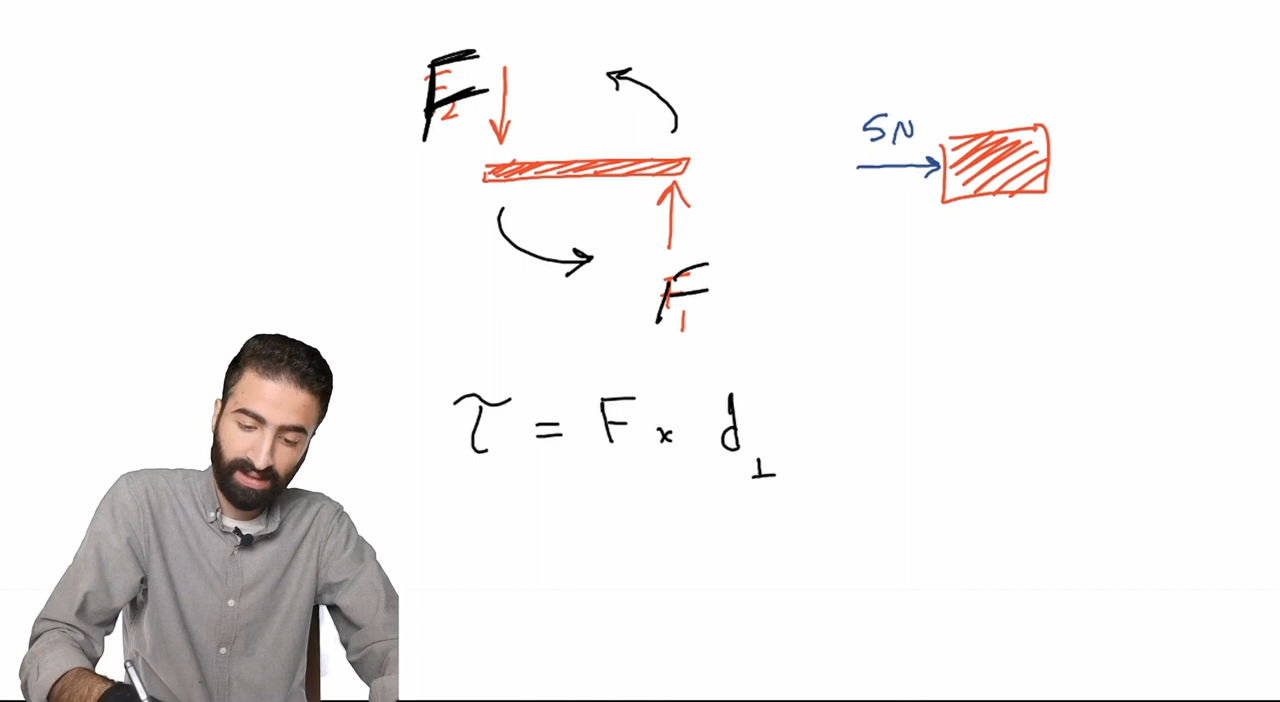 F₂
F
5N
F₁
F
τ = F × d⊥